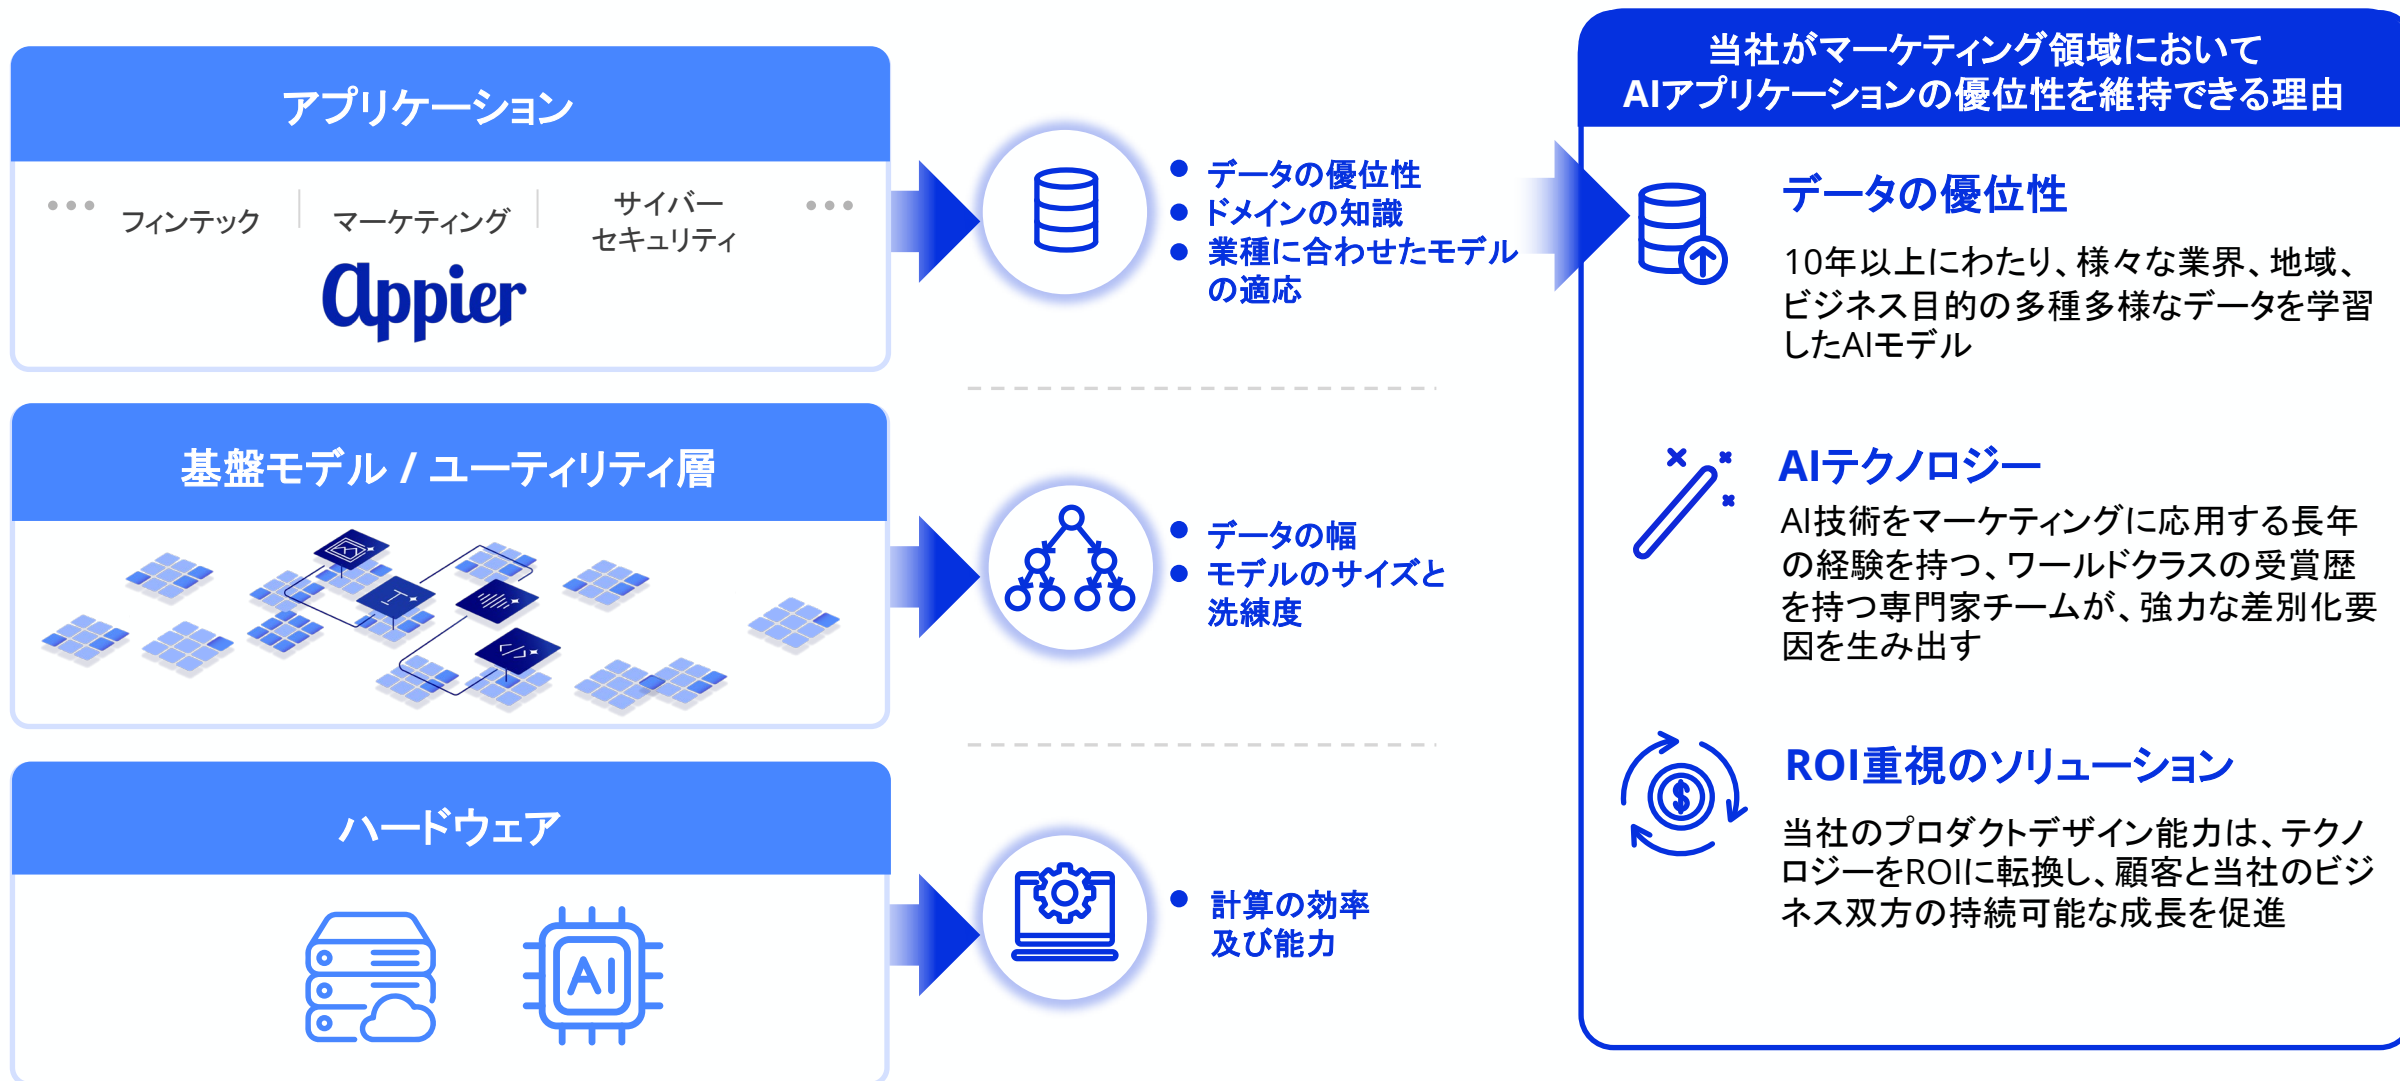 アプリケーション
フィンテック
マーケティング
サイバー
セキュリティ
Appier
データの優位性
ドメインの知識
業種に合わせたモデル
の適応
基盤モデル / ユーティリティ層
データの幅
モデルのサイズと
洗練度
ハードウェア
AI
計算の効率
及び能力
当社がマーケティング領域において
AIアプリケーションの優位性を維持できる理由
データの優位性
10年以上にわたり、様々な業界、地域、
ビジネス目的の多種多様なデータを学習
したAIモデル
AIテクノロジー
AI技術をマーケティングに応用する長年
の経験を持つ、ワールドクラスの受賞歴
を持つ専門家チームが、強力な差別化要
因を生み出す
ROI重視のソリューション
当社のプロダクトデザイン能力は、テクノ
ロジーをROIに転換し、顧客と当社のビジ
ネス双方の持続可能な成長を促進